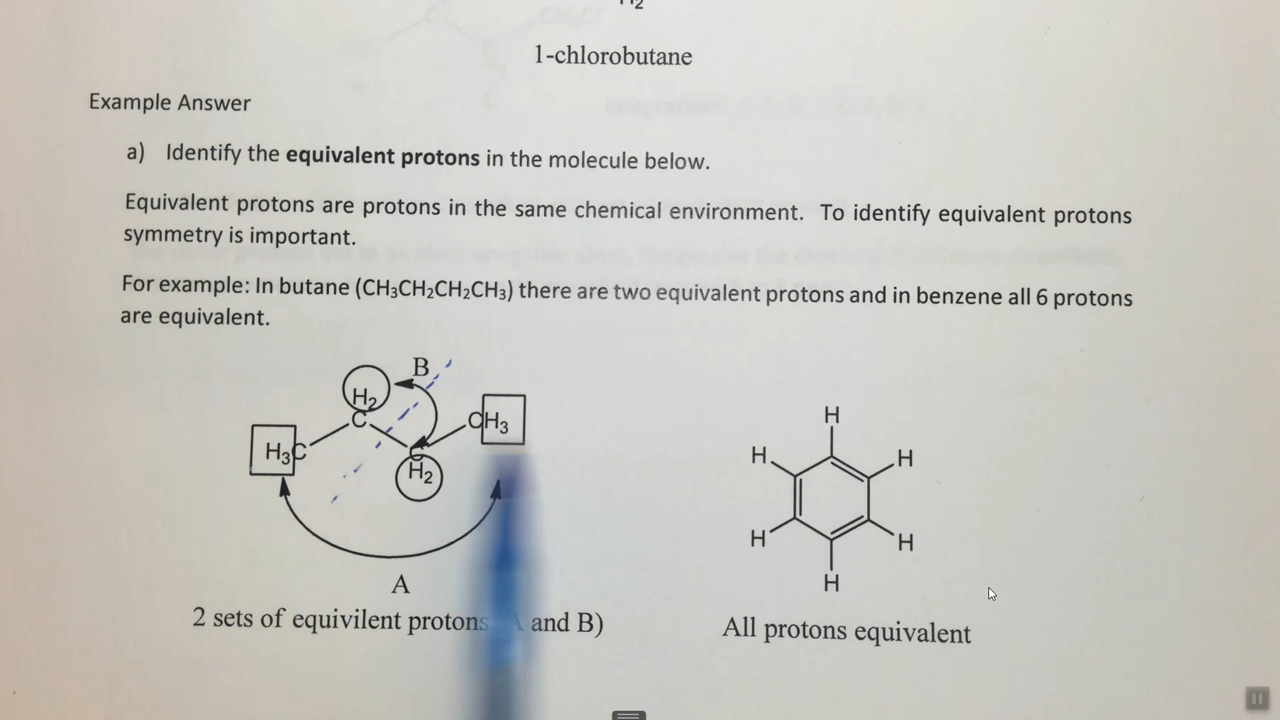 H2
1-chlorobutane
Example Answer
a) Identify the equivalent protons in the molecule below.
Equivalent protons are protons in the same chemical environment. To identify equivalent protons
symmetry is important.
For example: In butane (CH₃CH₂CH₂CH₃) there are two equivalent protons and in benzene all 6 protons
are equivalent.
B
H₂
C
CH₃
H₃C
C
H₂
A
2 sets of equivilent protons and B)
H
H
H
H
H
H
All protons equivalent